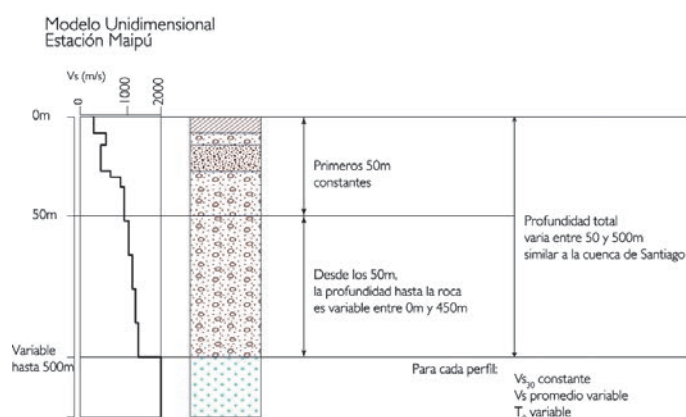 Modelo Unidimensional
Estación Maipú
Vs (m/s)
0
1000
2000
0m
Primeros 50m
constantes
50m
Profundidad total
varia entre 50 y 500m
similar a la cuenca de Santiago
Desde los 50m,
la profundidad hasta la roca
es variable entre 0m y 450m
Variable
hasta 500m
Para cada perfil:
Vs30 constante
Vs promedio variable
T variable